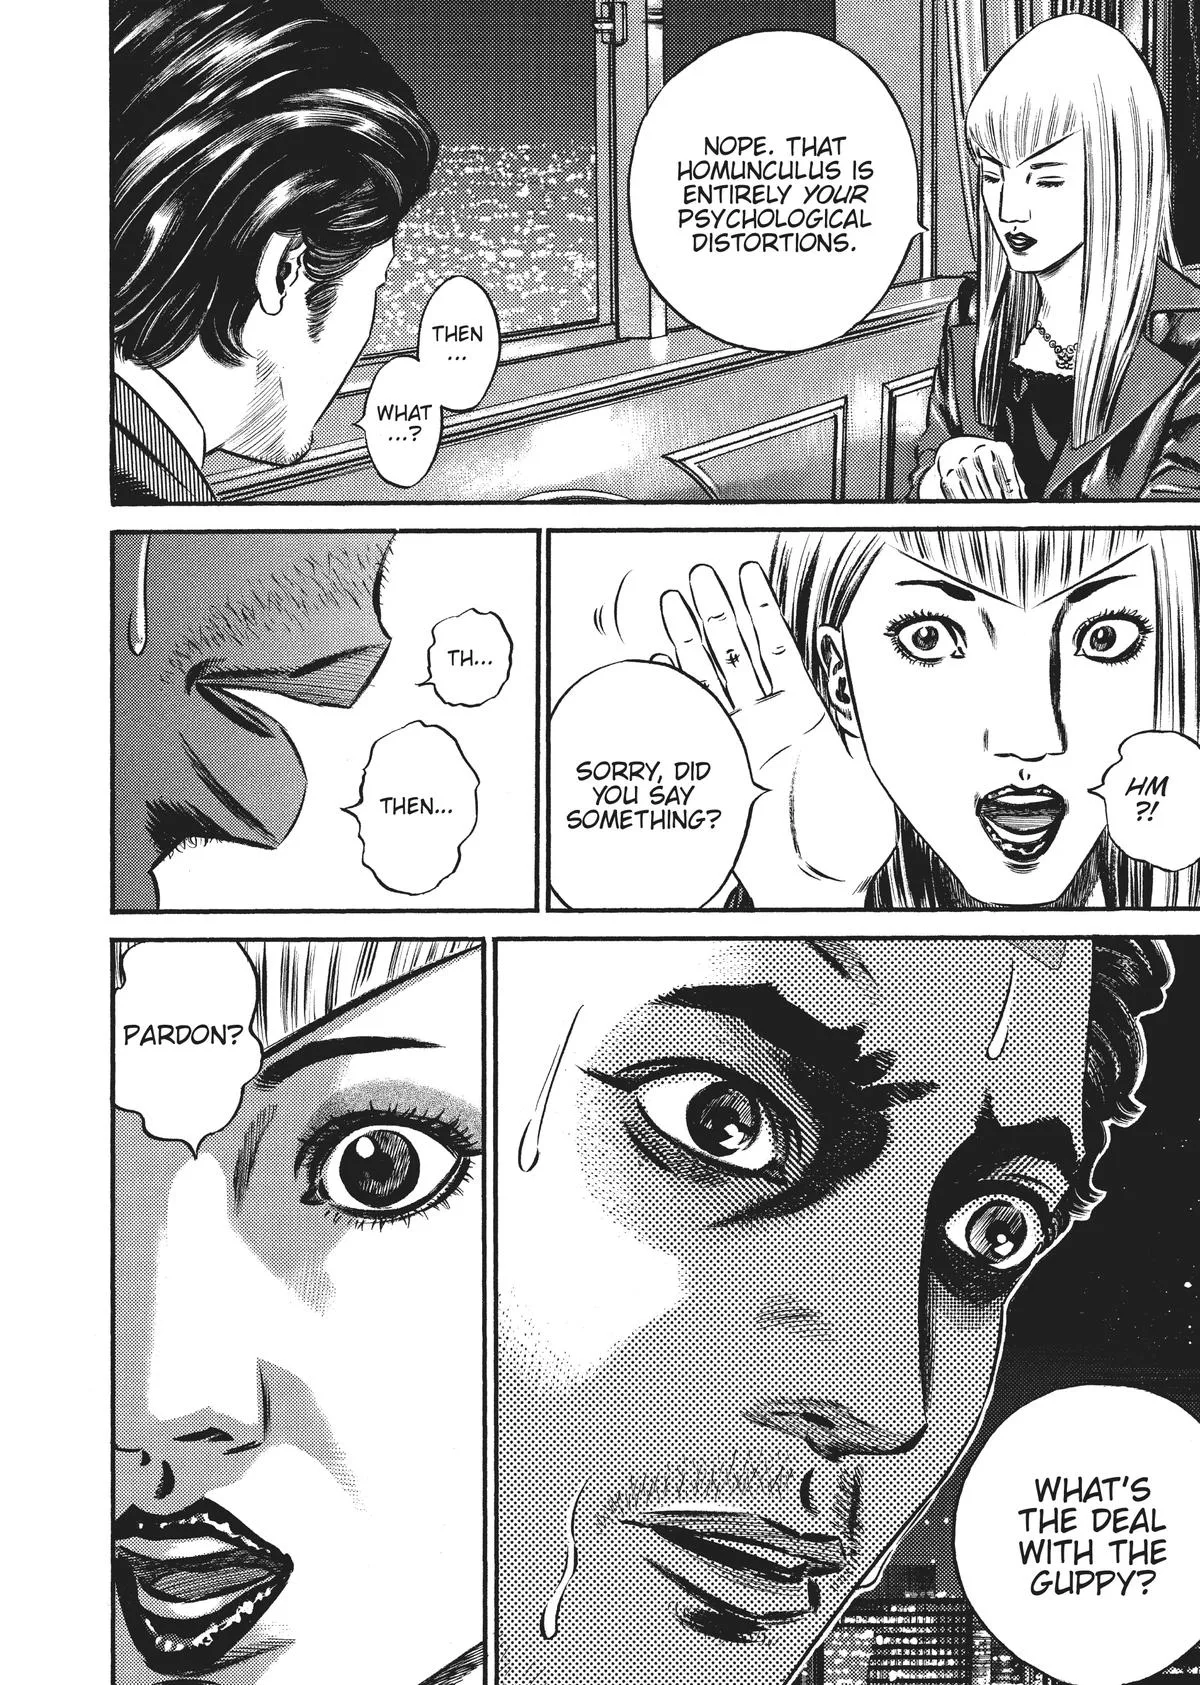 NOPE. THAT
HOMUNCULUS IS
ENTIRELY YOUR
PSYCHOLOGICAL
DISTORTIONS.
THEN
...
WHAT
...?
TH...
THEN...
SORRY, DID
YOU SAY
SOMETHING?
HM
?!
PARDON?
WHAT'S
THE DEAL
WITH THE
GUPPY?